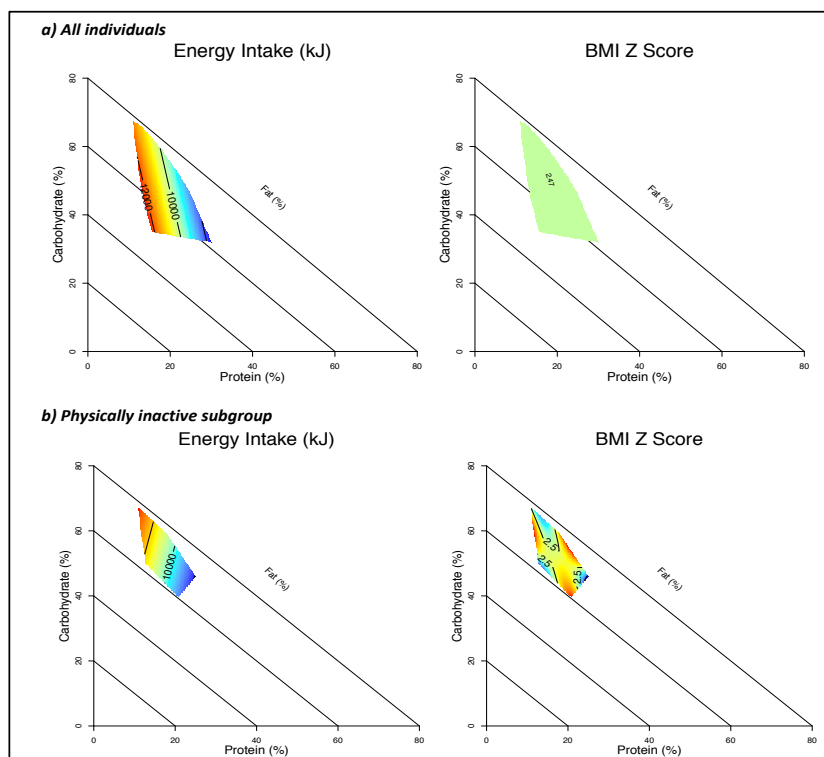 a) All individuals
Energy Intake (kJ)
BMI Z Score
Carbohydrate (%)
0 20 40 60 80
12000
10000
Fat (%)
0 20 40 60 80
Protein (%)
Carbohydrate (%)
0 20 40 60 80
2.47
Fat (%)
0 20 40 60 80
Protein (%)
b) Physically inactive subgroup
Energy Intake (kJ)
BMI Z Score
Carbohydrate (%)
0 20 40 60 80
10000
Fat (%)
0 20 40 60 80
Protein (%)
Carbohydrate (%)
0 20 40 60 80
2.5
2.5
2.5
Fat (%)
0 20 40 60 80
Protein (%)